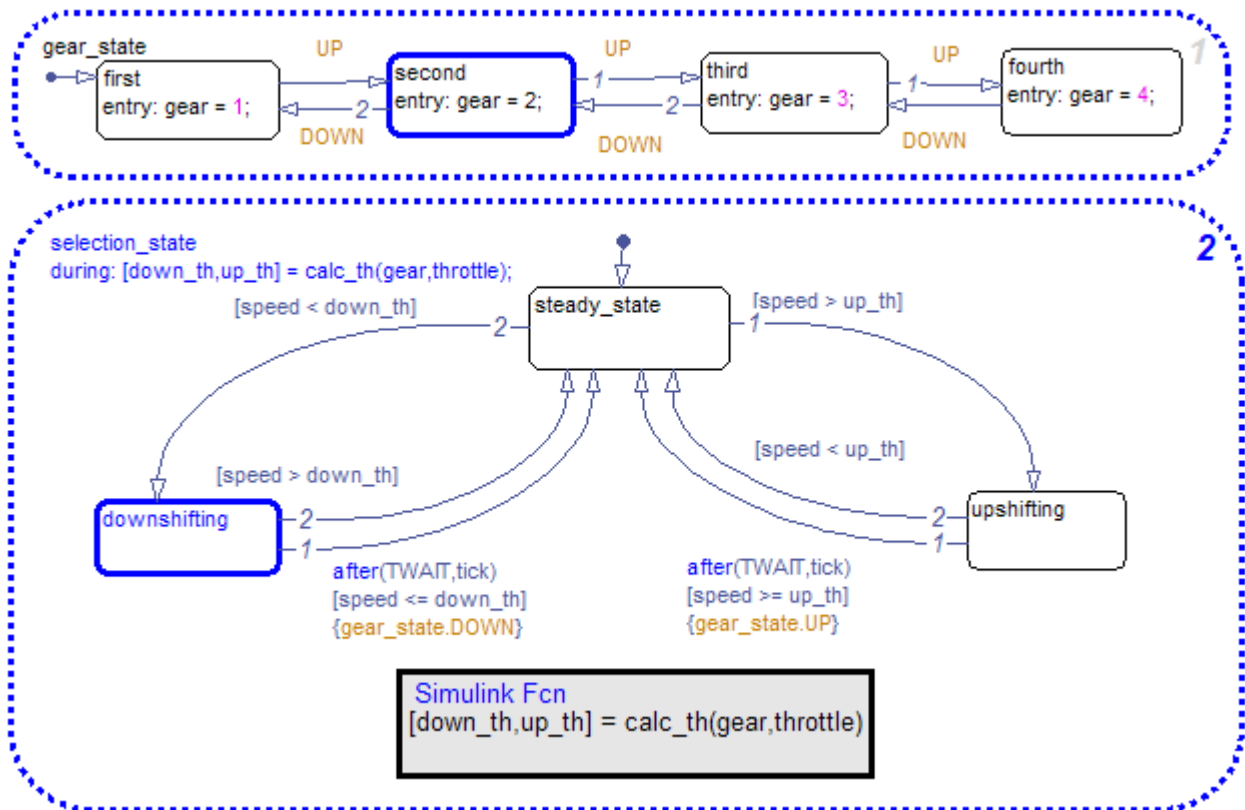 gear_state
1
UP
UP
UP
first
entry: gear = 1;
second
entry: gear = 2;
third
entry: gear = 3;
fourth
entry: gear = 4;
2
1
2
1
DOWN
DOWN
DOWN
selection_state
during: [down_th,up_th] = calc_th(gear,throttle);
2
[speed < down_th]
steady_state
[speed > up_th]
2
1
[speed > down_th]
[speed < up_th]
downshifting
2
1
upshifting
2
1
after(TWAIT,tick)
[speed <= down_th]
{gear_state.DOWN}
after(TWAIT,tick)
[speed >= up_th]
{gear_state.UP}
Simulink Fcn
[down_th,up_th] = calc_th(gear,throttle)